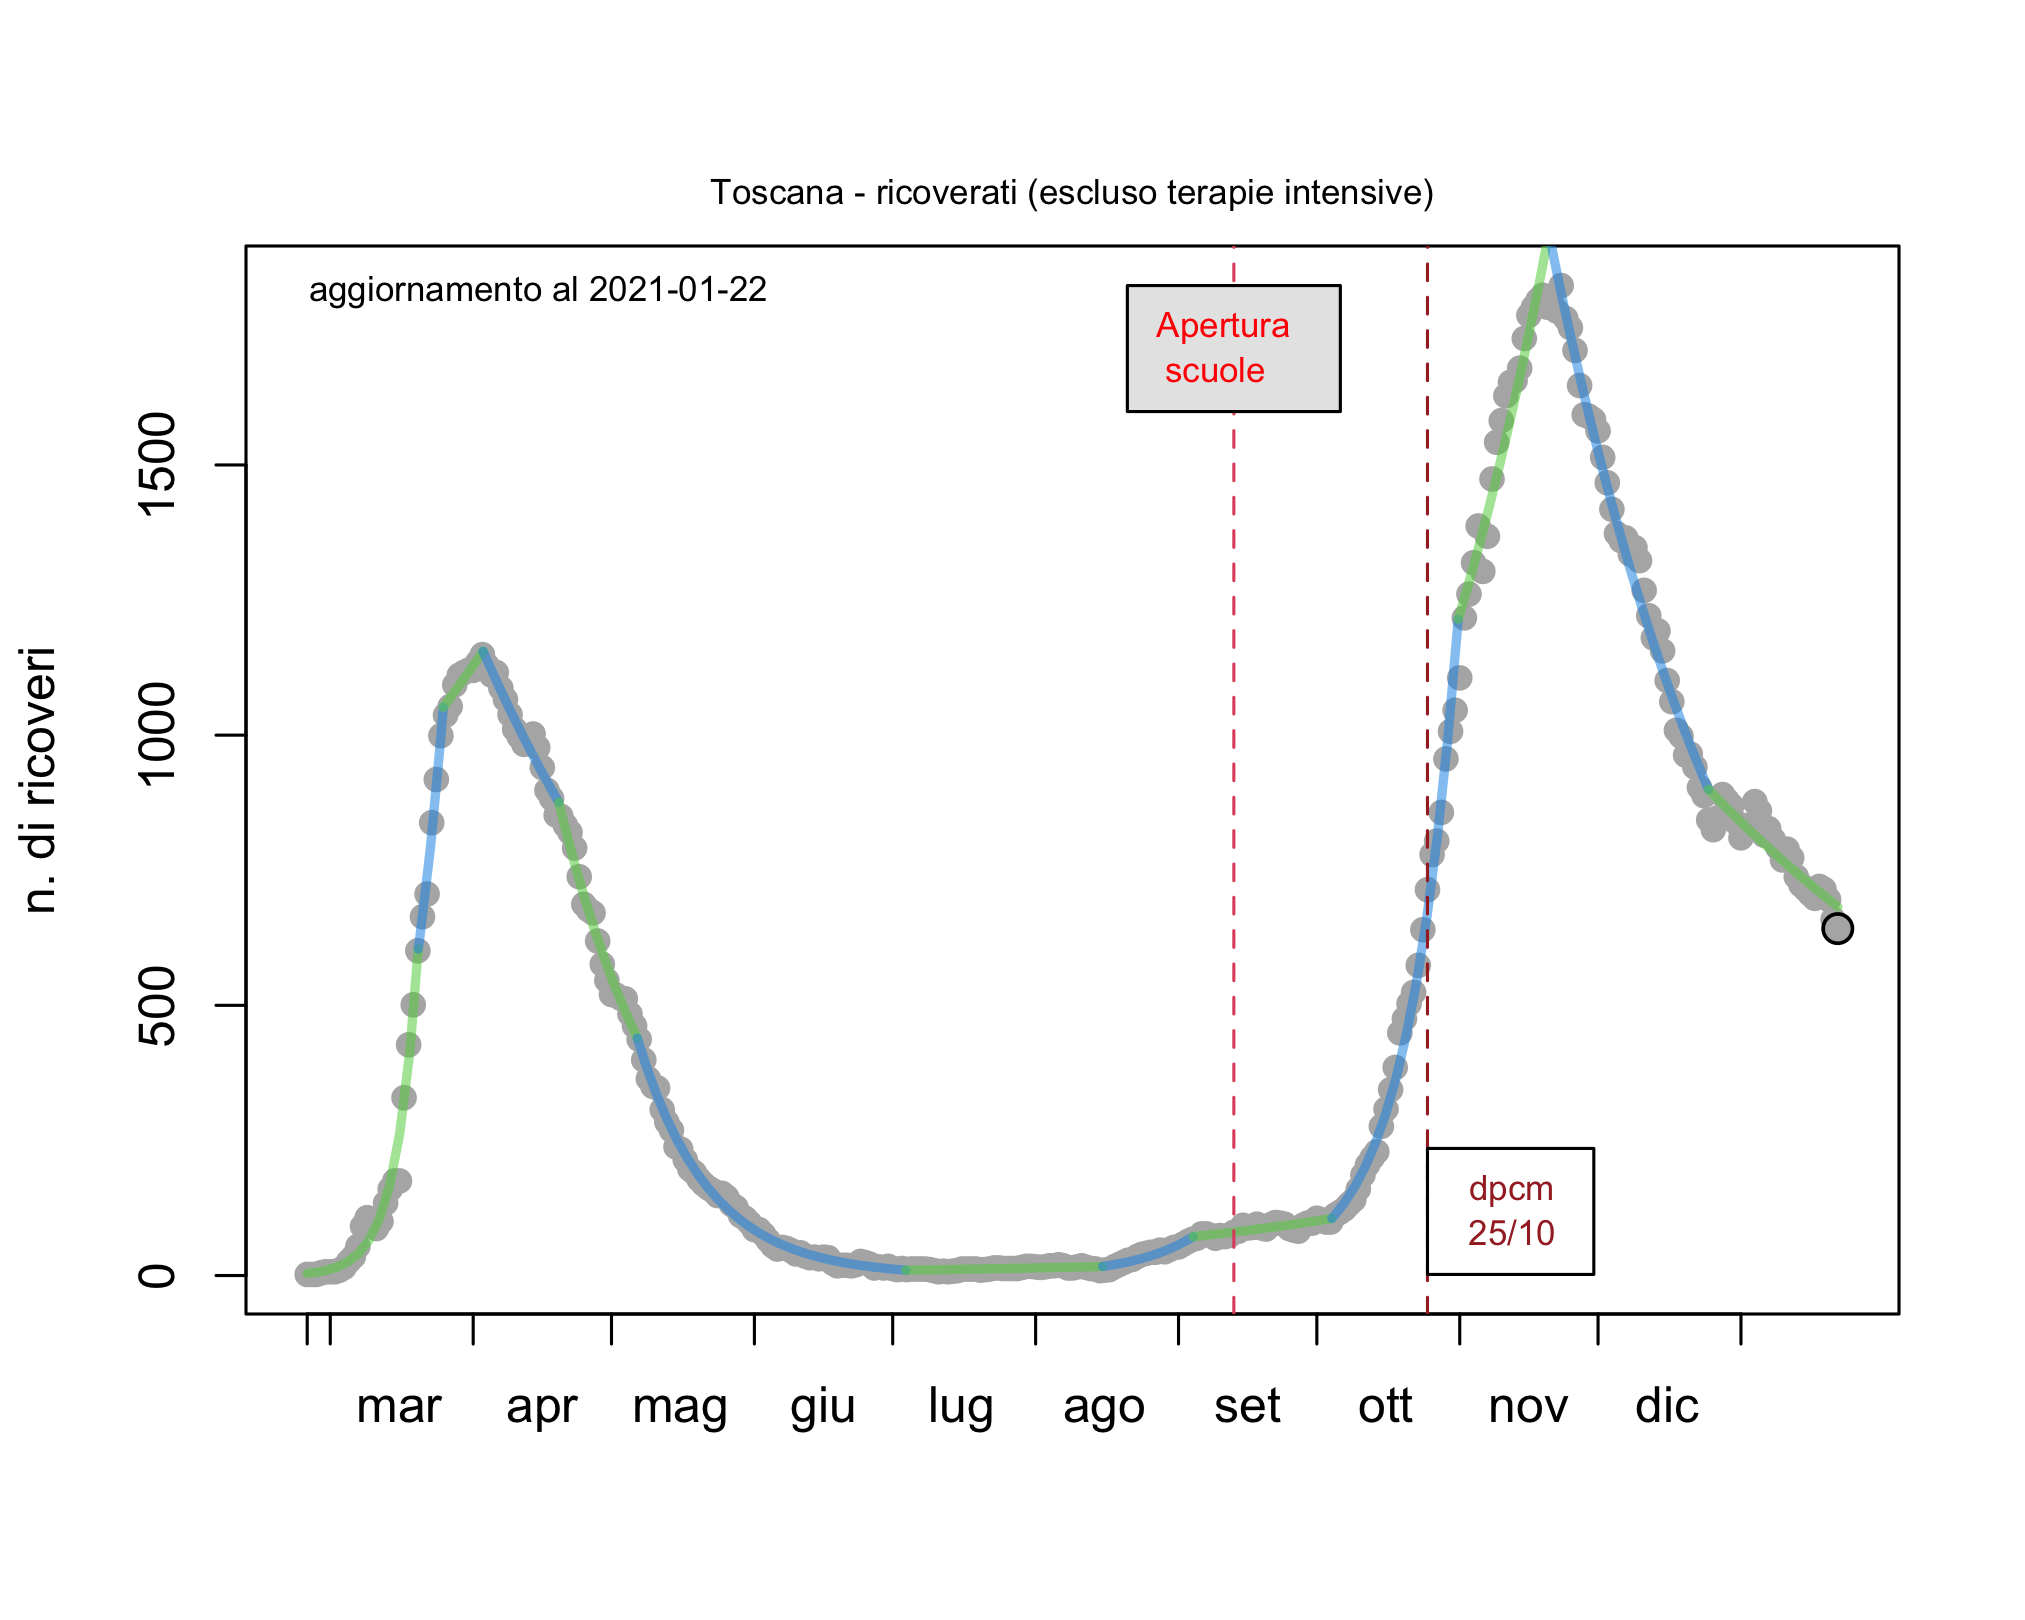 Toscana - ricoverati (escluso terapie intensive)
aggiornamento al 2021-01-22
Apertura
scuole
n. di ricoveri
1500
1000
500
0
dpcm
25/10
mar apr mag giu lug ago set ott nov dic